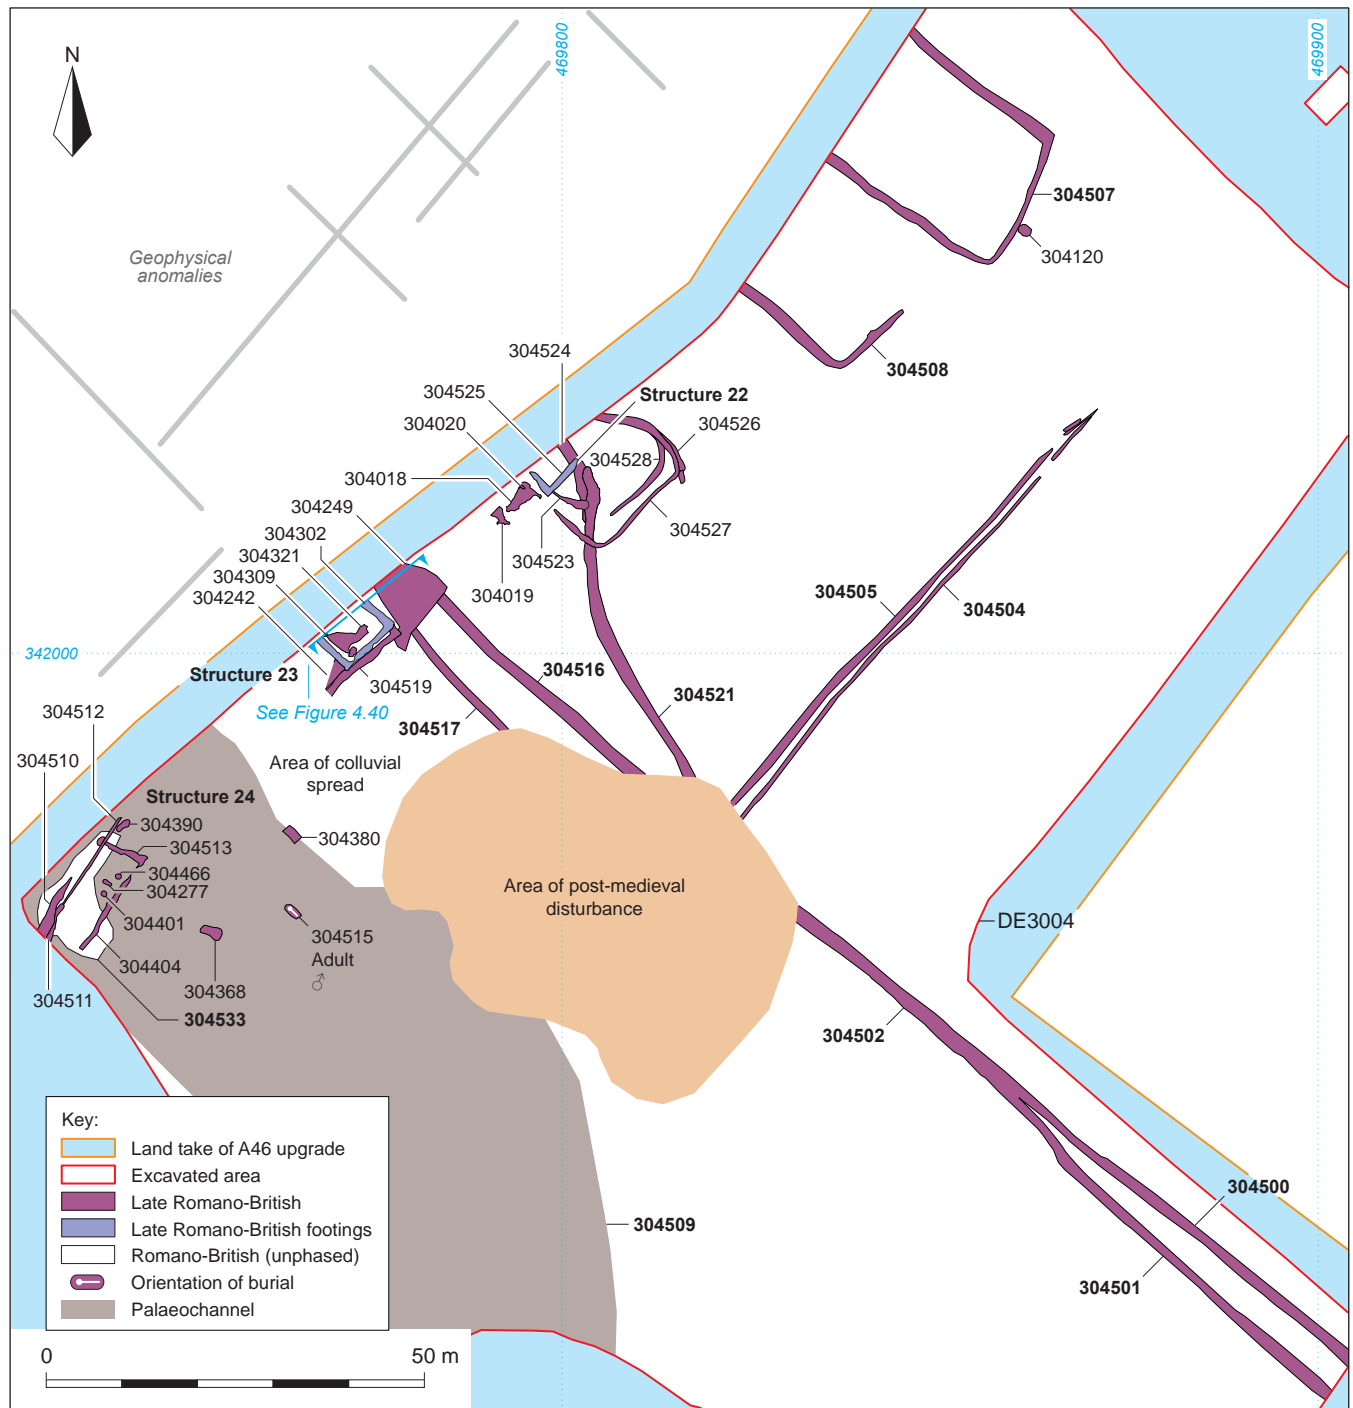 N
469800
469900
Geophysical
anomalies
304507
304120
304508
304524
304525
304020
Structure 22
304526
304528
304018
304249
304302
304321
304309
304242
304527
304523
304019
304505
304504
342000
Structure 23
304519
304516
304521
See Figure 4.40
304517
304512
304510
Area of colluvial
spread
Structure 24
304390
304513
304380
304466
304277
304401
304515
Adult
♂
304404
304368
304511
304533
Area of post-medieval
disturbance
DE3004
304502
304509
304500
304501
Key:
Land take of A46 upgrade
Excavated area
Late Romano-British
Late Romano-British footings
Romano-British (unphased)
Orientation of burial
Palaeochannel
0
50 m